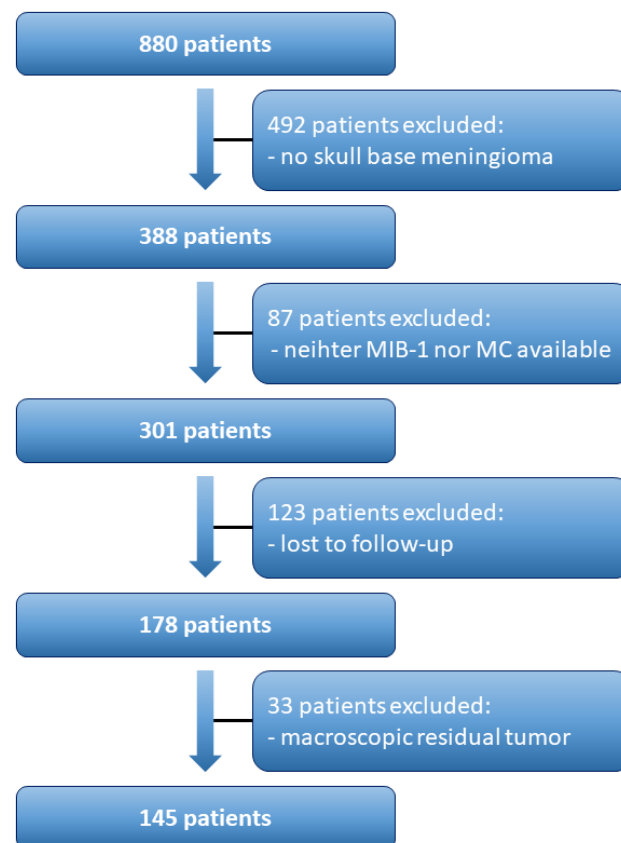 880 patients
492 patients excluded:
- no skull base meningioma
388 patients
87 patients excluded:
- neihter MIB-1 nor MC available
301 patients
123 patients excluded:
- lost to follow-up
178 patients
33 patients excluded:
- macroscopic residual tumor
145 patients